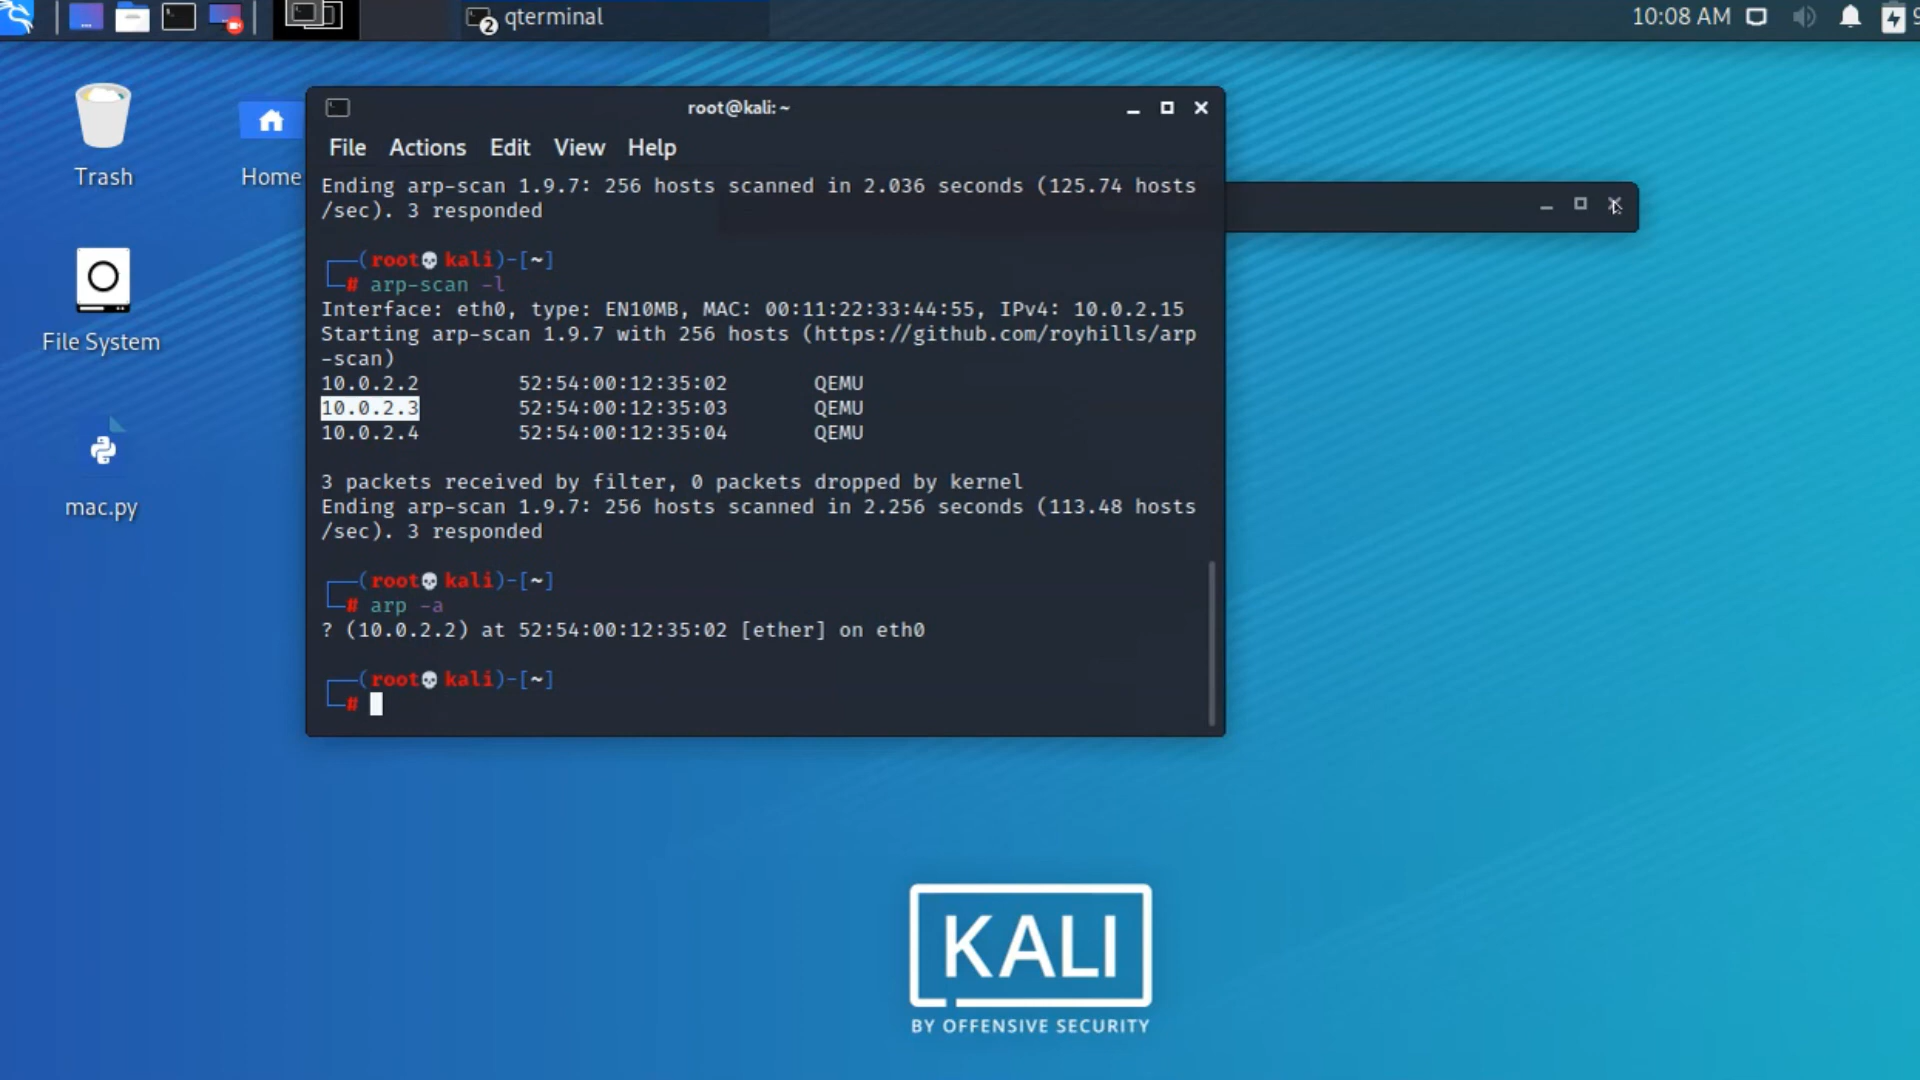 qterminal
2
10:08 AM
Trash
Home
File System
mac.py
root@kali: ~
File Actions Edit View Help
Ending arp-scan 1.9.7: 256 hosts scanned in 2.036 seconds (125.74 hosts
/sec). 3 responded
┌──(root💀kali)-[~]
└─# arp-scan -l
Interface: eth0, type: EN10MB, MAC: 00:11:22:33:44:55, IPv4: 10.0.2.15
Starting arp-scan 1.9.7 with 256 hosts (https://github.com/royhills/arp
-scan)
10.0.2.2 52:54:00:12:35:02 QEMU
10.0.2.3 52:54:00:12:35:03 QEMU
10.0.2.4 52:54:00:12:35:04 QEMU
3 packets received by filter, 0 packets dropped by kernel
Ending arp-scan 1.9.7: 256 hosts scanned in 2.256 seconds (113.48 hosts
/sec). 3 responded
┌──(root💀kali)-[~]
└─# arp -a
? (10.0.2.2) at 52:54:00:12:35:02 [ether] on eth0
┌──(root💀kali)-[~]
└─#
KALI
BY OFFENSIVE SECURITY